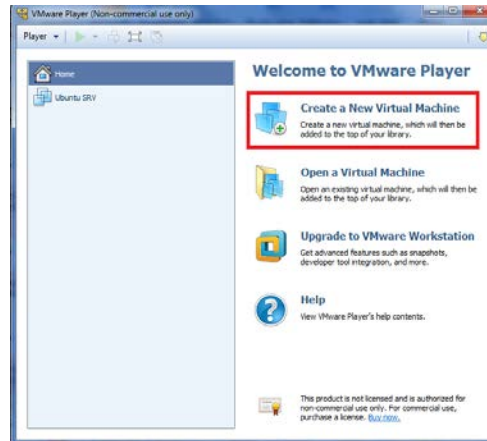 VMware Player (Non-commercial use only)
Player
Home
Ubuntu SRV
Welcome to VMware Player
Create a New Virtual Machine
Create a new virtual machine, which will then be
added to the top of your library.
Open a Virtual Machine
Open an existing virtual machine, which will then be
added to the top of your library.
Upgrade to VMware Workstation
Get advanced features such as snapshots,
developer tool integration, and more.
Help
View VMware Player's help contents.
This product is not licensed and is authorized for
non-commercial use only. For commercial use,
purchase a license. Buy now.